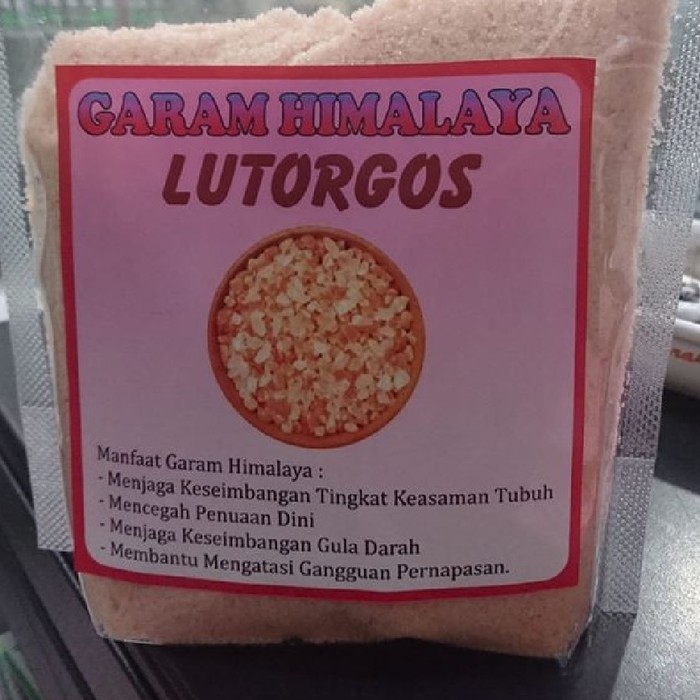 GARAM HIMALAYA
LUTORGOS
Manfaat Garam Himalaya :
- Menjaga Keseimbangan Tingkat Keasaman Tubuh
- Mencegah Penuaan Dini
- Menjaga Keseimbangan Gula Darah
- Membantu Mengatasi Gangguan Pernapasan.